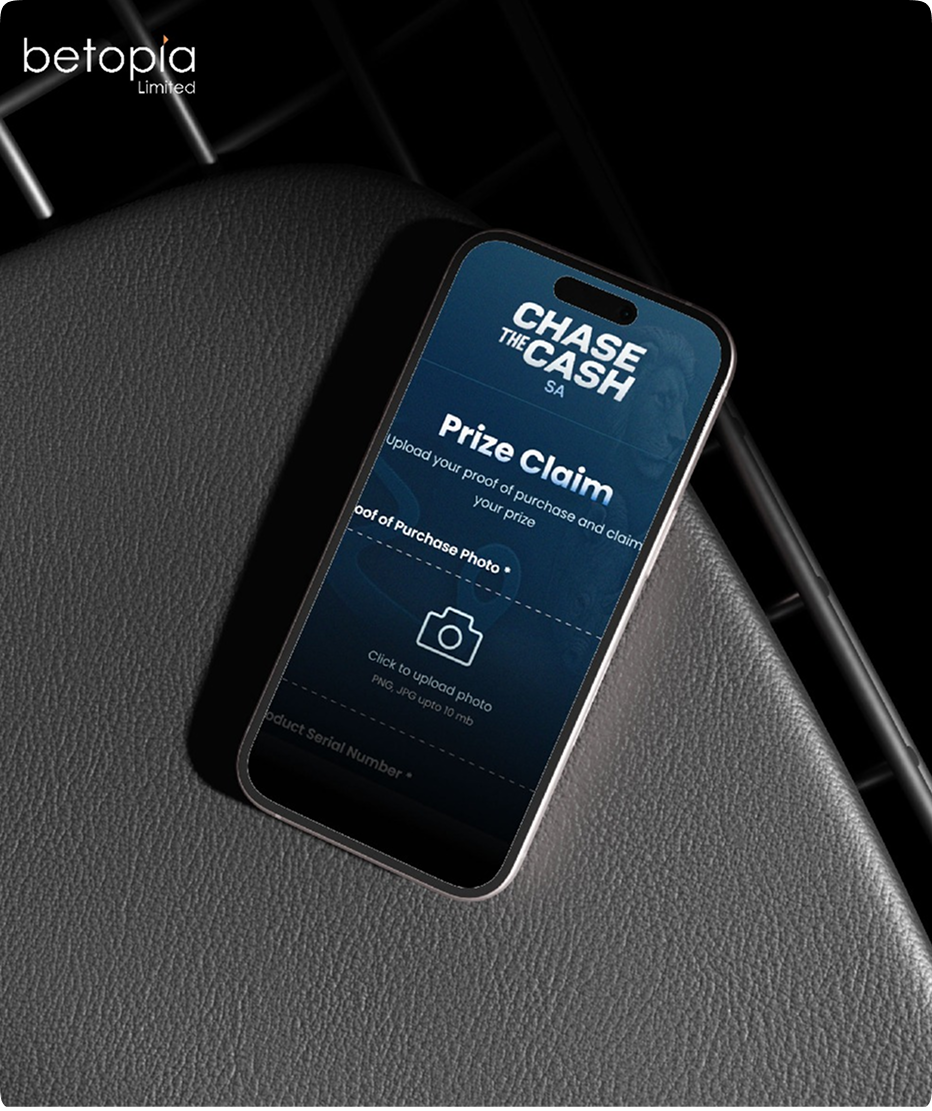 betopia
Limited
CHASE
THE CASH
SA
Prize Claim
Upload your proof of purchase and claim
your prize
oof of Purchase Photo *
Click to upload photo
PNG, JPG upto 10 mb
oduct Serial Number *